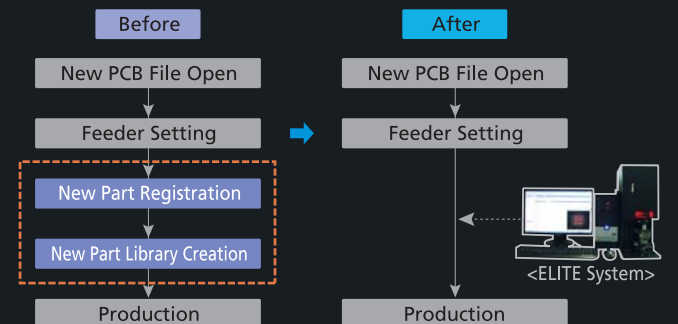 Before
After
New PCB File Open
New PCB File Open
Feeder Setting
Feeder Setting
New Part Registration
New Part Library Creation
<ELITE System>
Production
Production